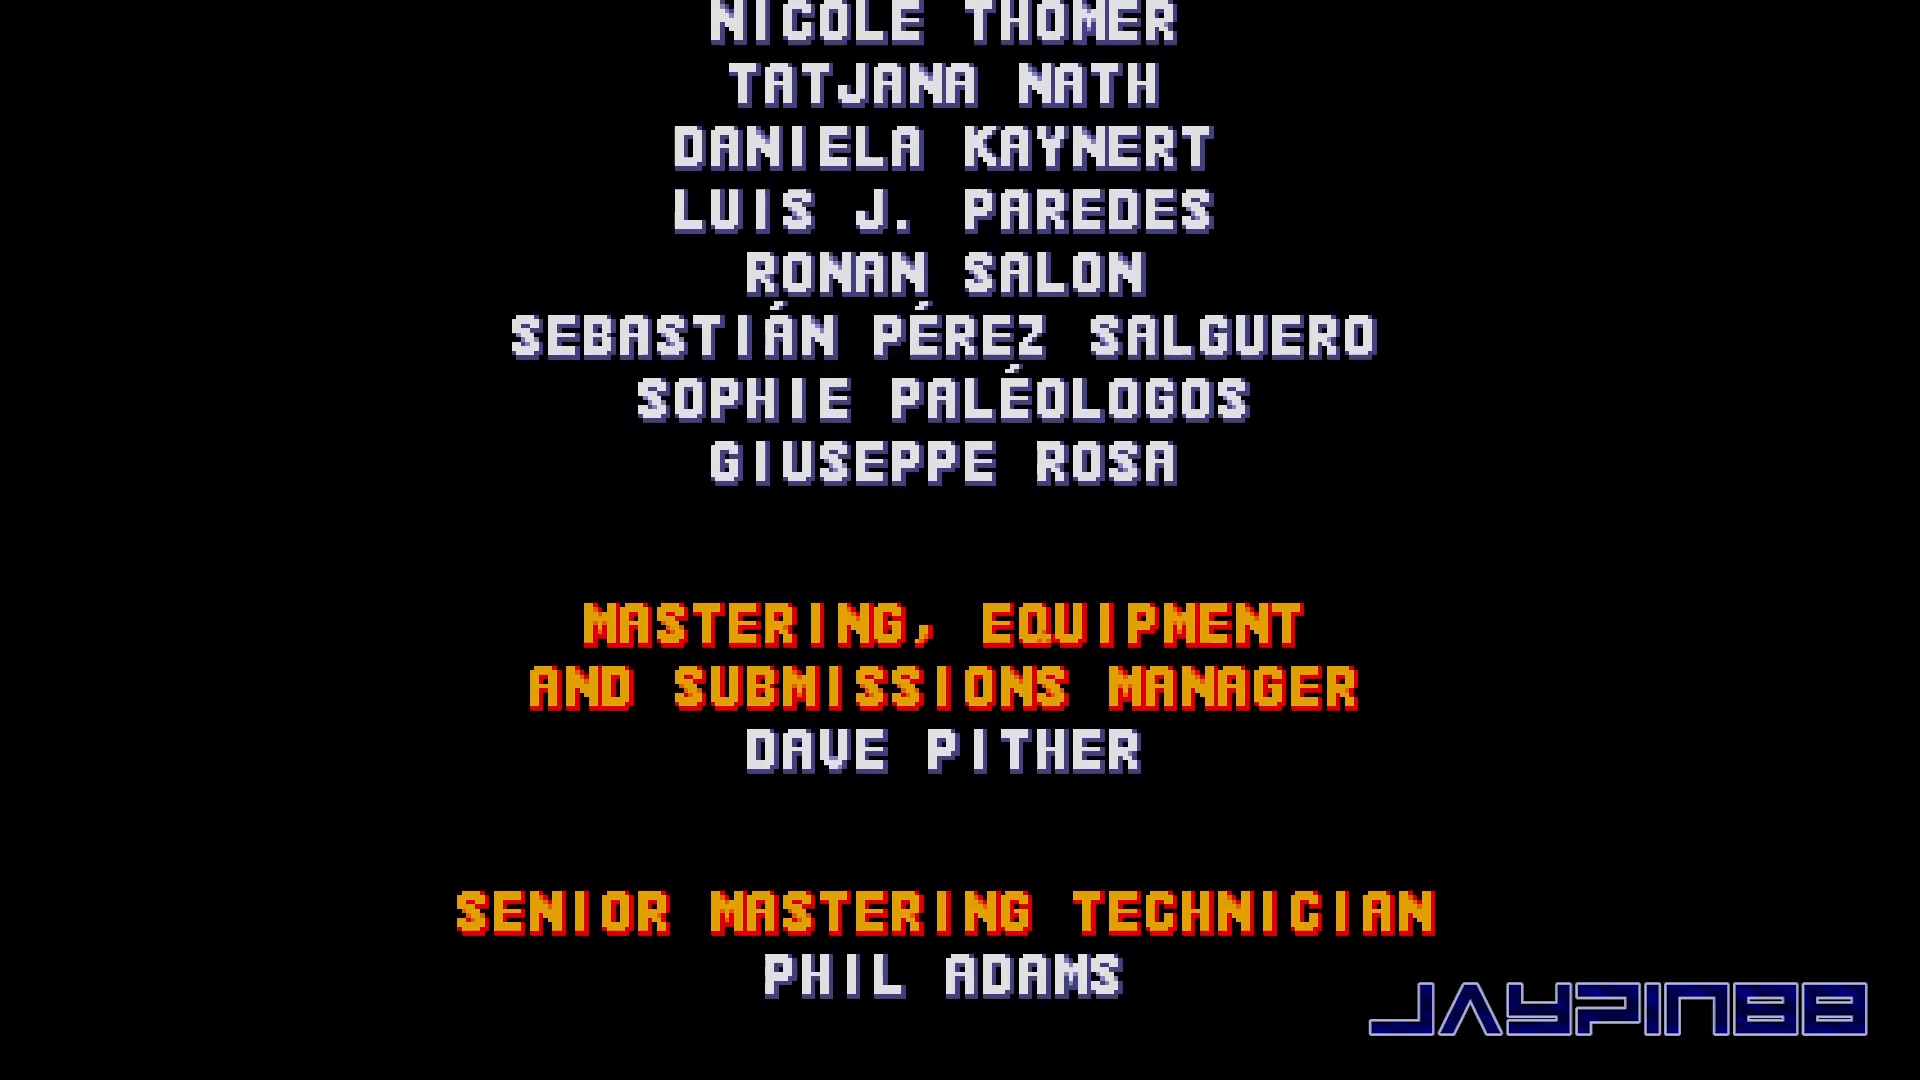 NICOLE THOMER
TATJANA NATH
DANIELA KAYNERT
LUIS J. PAREDES
RONAN SALON
SEBASTIÁN PÉREZ SALGUERO
SOPHIE PALÉOLOGOS
GIUSEPPE ROSA
MASTERING, EQUIPMENT
AND SUBMISSIONS MANAGER
DAVE PITHER
SENIOR MASTERING TECHNICIAN
PHIL ADAMS
JAYPIN88